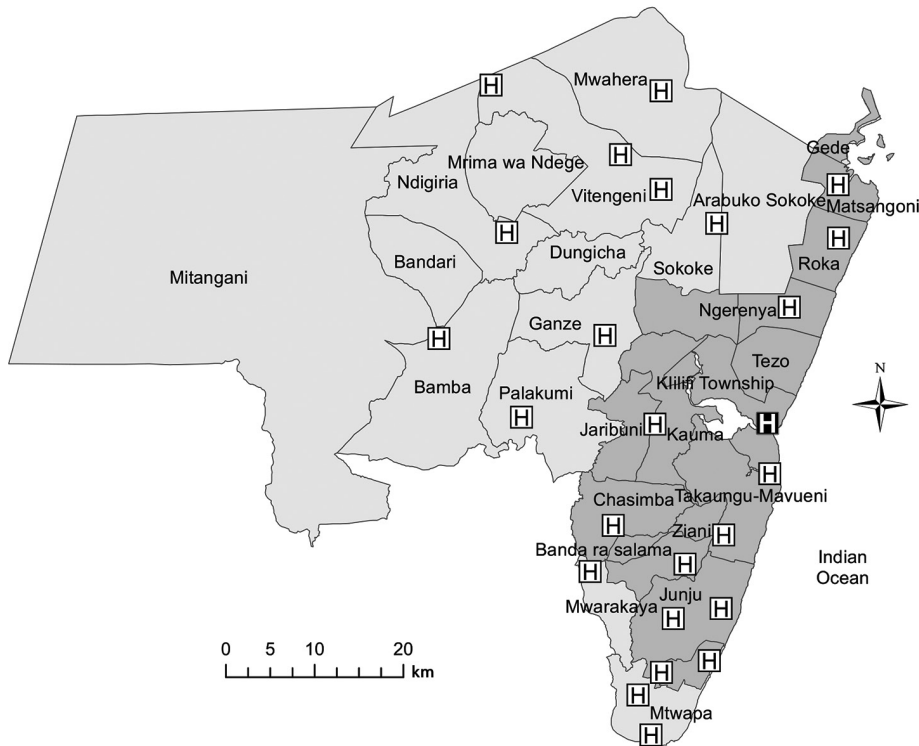 H
Mwahera
H
H
Gede
Mrima wa Ndege
Ndigiria
Vitengeni
H
H
Arabuko Sokoke
Matsangoni
H
H
H
Bandari
Dungicha
Sokoke
Roka
Mitangani
Ngerenya
H
Ganze
H
H
Tezo
Bamba
Palakumi
Klilifi Township
N
H
Jaribuni
H
Kauma
H
H
Chasimba
Takaungu-Mavueni
H
Ziani
H
Banda ra salama
H
H
Indian
Ocean
Mwarakaya
Junju
H
H
0 5 10 20
km
H
H
H
Mtwapa
H